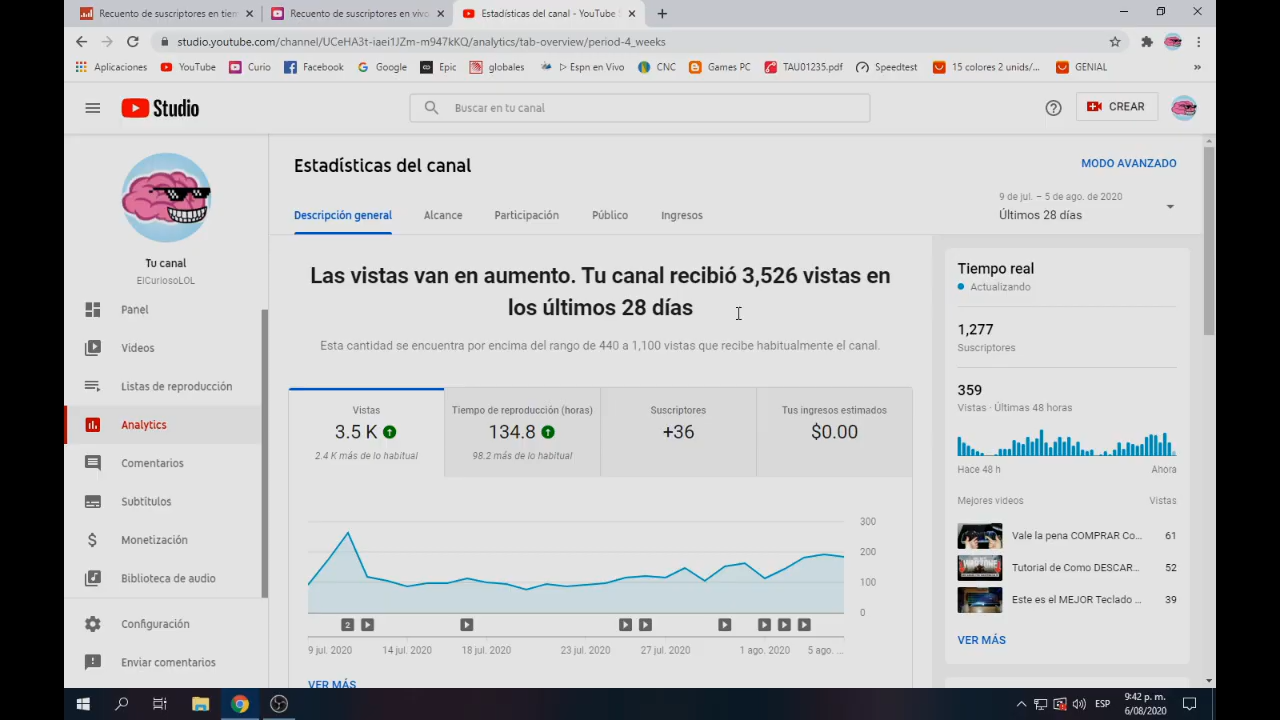 Recuento de suscriptores en tiem
Recuento de suscriptores en vivo
Estadísticas del canal - YouTube
studio.youtube.com/channel/UCeHA3t-iaei1JZm-m947kKQ/analytics/tab-overview/period-4_weeks
Aplicaciones YouTube Curio Facebook Google Epic globales ▷ Espn en Vivo CNC Games PC TAU01235.pdf Speedtest 15 colores 2 unids/... GENIAL »
Studio
Buscar en tu canal
CREAR
Tu canal
ElCuriosoLOL
Panel
Videos
Listas de reproducción
Analytics
Comentarios
Subtítulos
Monetización
Biblioteca de audio
Configuración
Enviar comentarios
Estadísticas del canal
MODO AVANZADO
Descripción general Alcance Participación Público Ingresos
9 de jul. – 5 de ago. de 2020
Últimos 28 días
Las vistas van en aumento. Tu canal recibió 3,526 vistas en
los últimos 28 días
Esta cantidad se encuentra por encima del rango de 440 a 1,100 vistas que recibe habitualmente el canal.
Vistas
3.5 K
2.4 K más de lo habitual
Tiempo de reproducción (horas)
134.8
98.2 más de lo habitual
Suscriptores
+36
Tus ingresos estimados
$0.00
300
200
100
0
2
9 jul. 2020 14 jul. 2020 18 jul. 2020 23 jul. 2020 27 jul. 2020 1 ago. 2020 5 ago. ...
VER MÁS
Tiempo real
Actualizando
1,277
Suscriptores
359
Vistas · Últimas 48 horas
Hace 48 h Ahora
Mejores videos Vistas
Vale la pena COMPRAR Co... 61
Tutorial de Como DESCAR... 52
Este es el MEJOR Teclado ... 39
VER MÁS
ESP
9:42 p. m.
6/08/2020